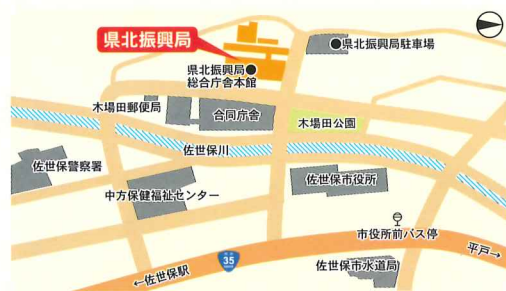 県北振興局
県北振興局駐車場
県北振興局
総合庁舎本館
木場田郵便局
合同庁舎
木場田公園
佐世保川
佐世保警察署
佐世保市役所
中方保健福祉センター
市役所前バス停
平戸→
35
←佐世保駅
佐世保市水道局